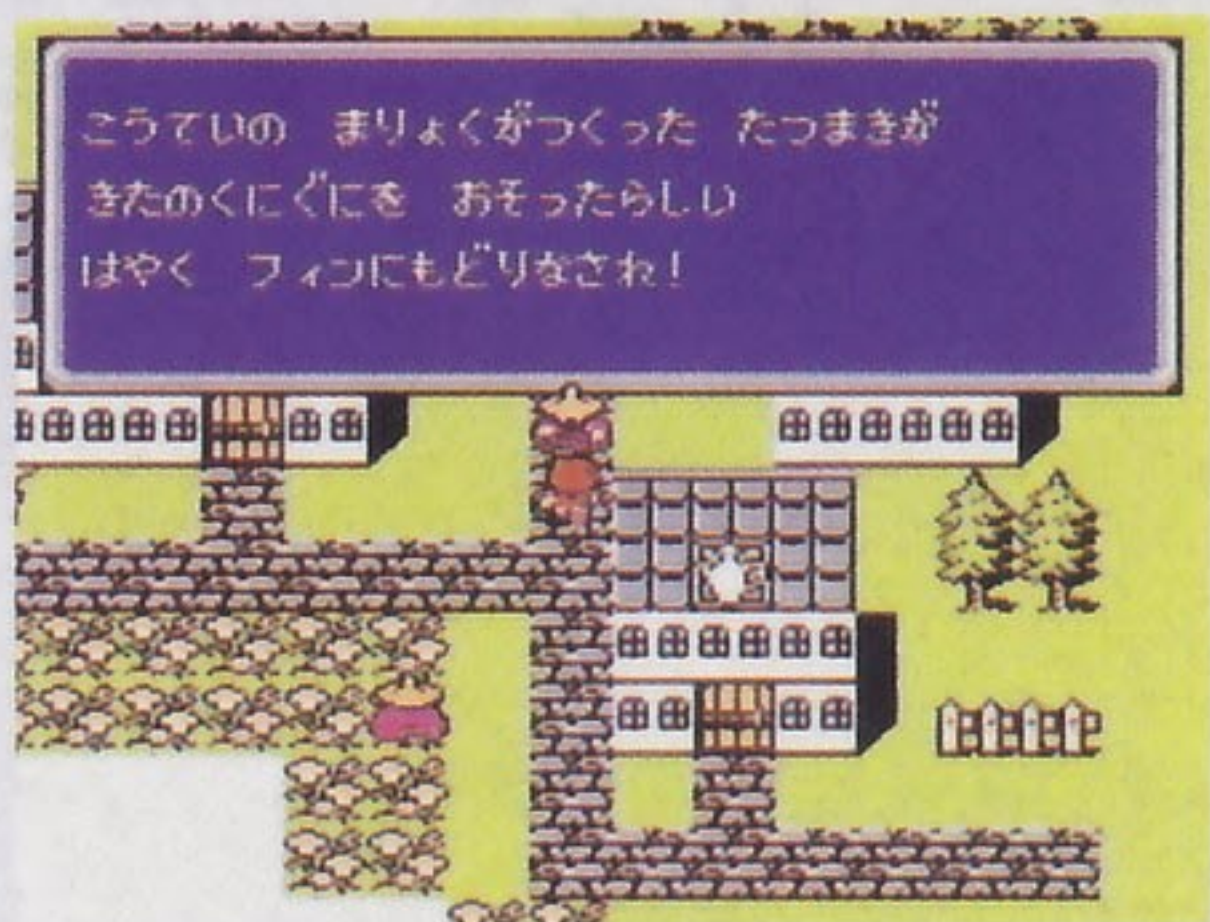 こうていの まりょくがつくった たつまきが
きたのくにぐにを おそったらしい
はやく フィンにもどりなされ!